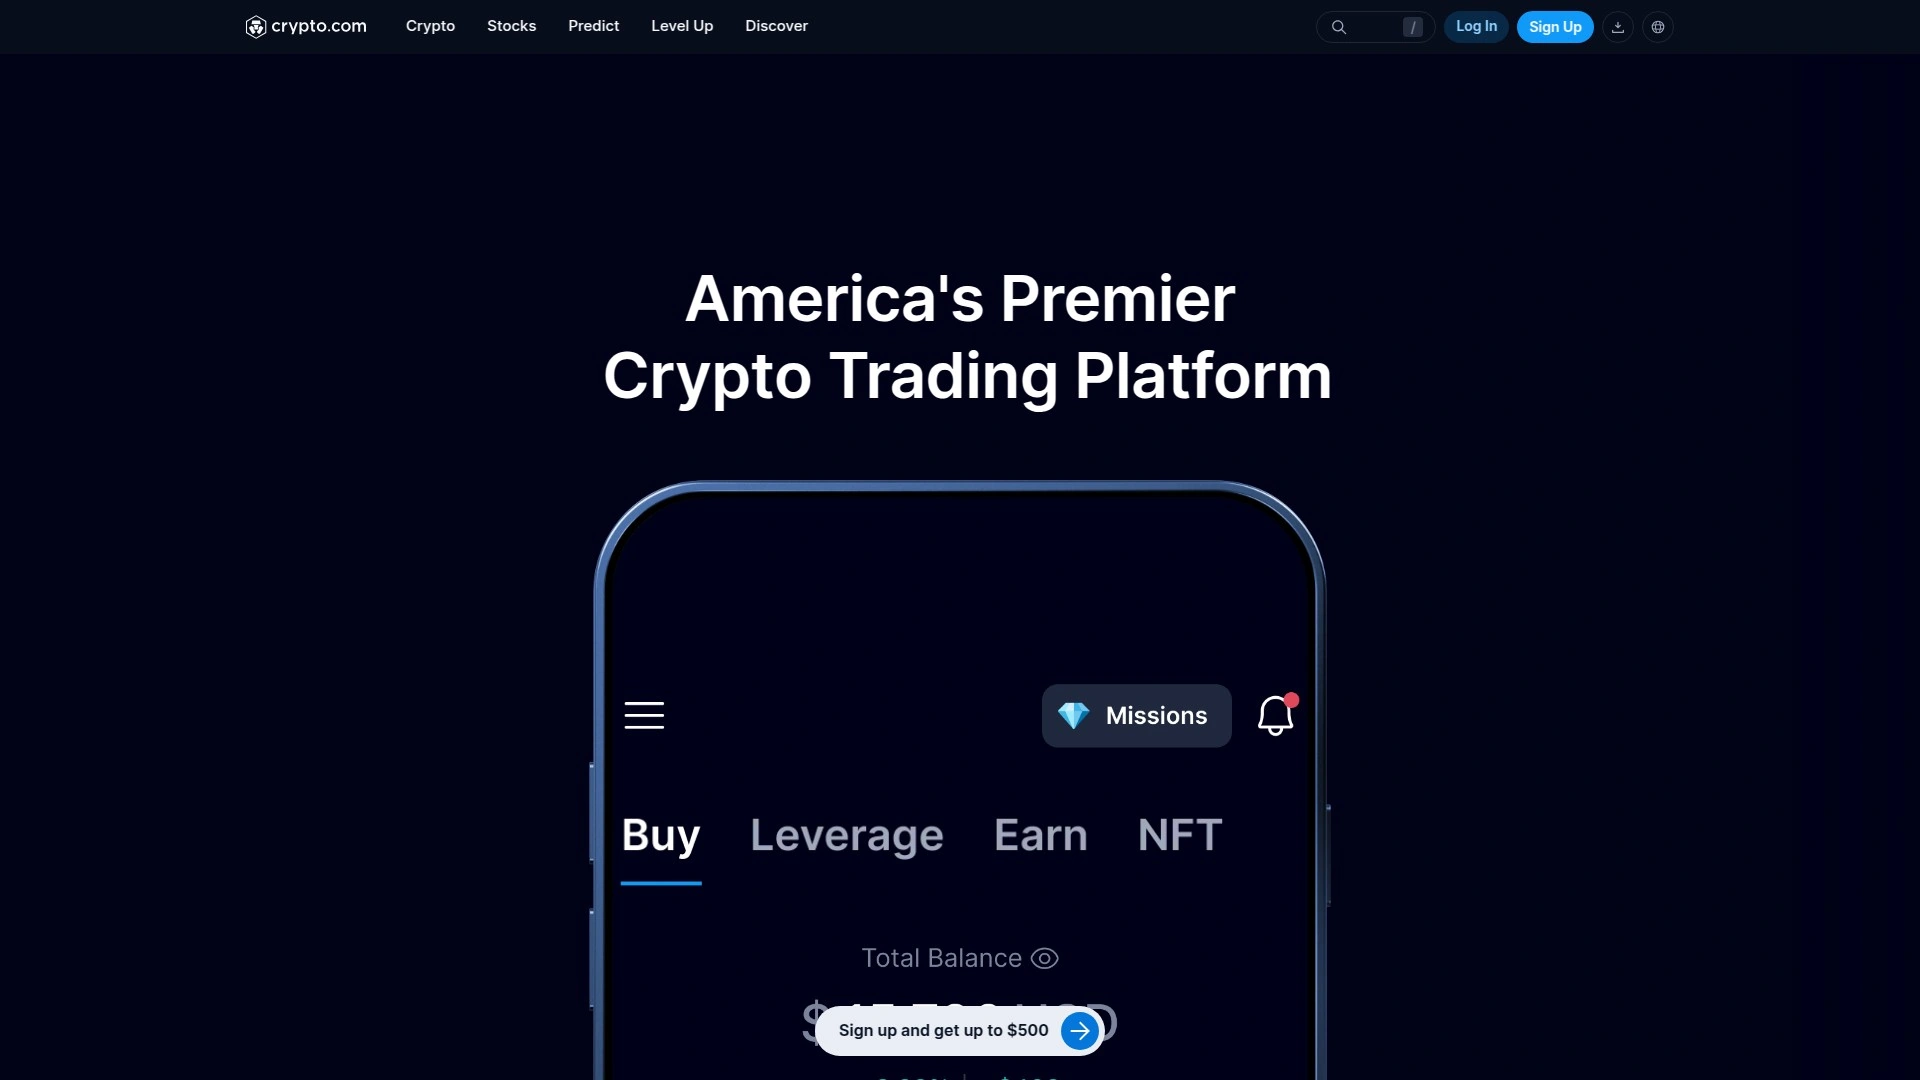 crypto.com
Crypto
Stocks
Predict
Level Up
Discover
/
Log In
Sign Up
America's Premier
Crypto Trading Platform
Missions
Buy
Leverage
Earn
NFT
Total Balance
Sign up and get up to $500